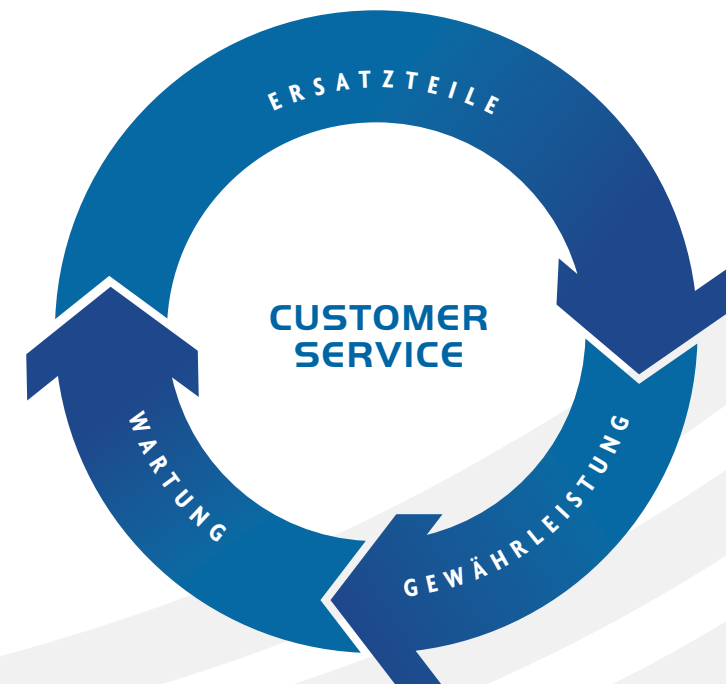 ERSATZTEILE
CUSTOMER
SERVICE
WARTUNG
GEWÄHRLEISTUNG